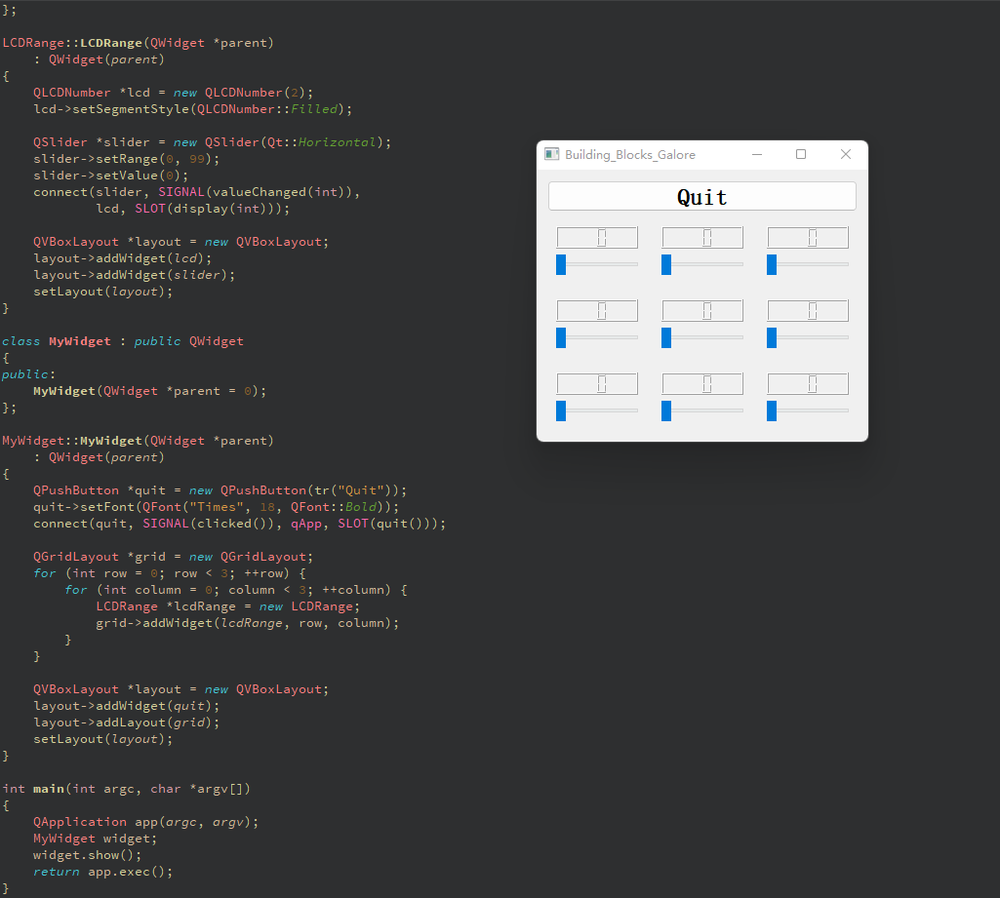 };
LCDRange::LCDRange(QWidget *parent)
    : QWidget(parent)
{
    QLCDNumber *lcd = new QLCDNumber(2);
    lcd->setSegmentStyle(QLCDNumber::Filled);
    QSlider *slider = new QSlider(Qt::Horizontal);
    slider->setRange(0, 99);
    slider->setValue(0);
    connect(slider, SIGNAL(valueChanged(int)),
            lcd, SLOT(display(int)));
    QVBoxLayout *layout = new QVBoxLayout;
    layout->addWidget(lcd);
    layout->addWidget(slider);
    setLayout(layout);
}
class MyWidget : public QWidget
{
public:
    MyWidget(QWidget *parent = 0);
};
MyWidget::MyWidget(QWidget *parent)
    : QWidget(parent)
{
    QPushButton *quit = new QPushButton(tr("Quit"));
    quit->setFont(QFont("Times", 18, QFont::Bold));
    connect(quit, SIGNAL(clicked()), qApp, SLOT(quit()));
    QGridLayout *grid = new QGridLayout;
    for (int row = 0; row < 3; ++row) {
        for (int column = 0; column < 3; ++column) {
            LCDRange *lcdRange = new LCDRange;
            grid->addWidget(lcdRange, row, column);
        }
    }
    QVBoxLayout *layout = new QVBoxLayout;
    layout->addWidget(quit);
    layout->addLayout(grid);
    setLayout(layout);
}
int main(int argc, char *argv[])
{
    QApplication app(argc, argv);
    MyWidget widget;
    widget.show();
    return app.exec();
}
Building_Blocks_Galore
Quit
0 0 0
0 0 0
0 0 0